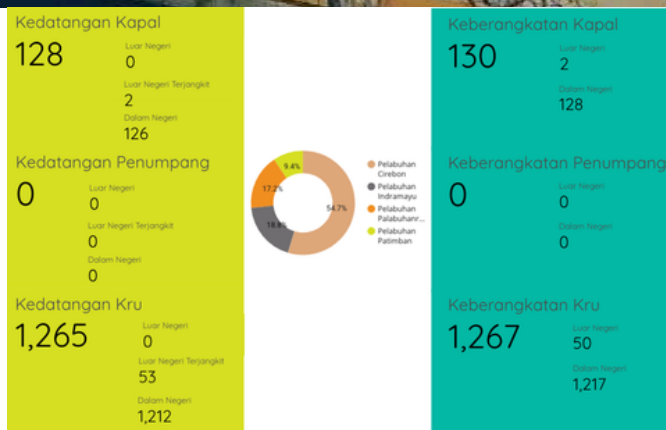 Kedatangan Kapal
128
Luar Negeri
0
Luar Negeri Terjangkit
2
Dalam Negeri
126
Kedatangan Penumpang
0
Luar Negeri
0
Luar Negeri Terjangkit
0
Dalam Negeri
0
Kedatangan Kru
1,265
Luar Negeri
0
Luar Negeri Terjangkit
53
Dalam Negeri
1,212
9.4%
17.2%
18.8%
54.7%
Pelabuhan
Cirebon
Pelabuhan
Indramayu
Pelabuhan
Palabuhanr...
Pelabuhan
Patimban
Keberangkatan Kapal
130
Luar Negeri
2
Dalam Negeri
128
Keberangkatan Penumpang
0
Luar Negeri
0
Dalam Negeri
0
Keberangkatan Kru
1,267
Luar Negeri
50
Dalam Negeri
1,217